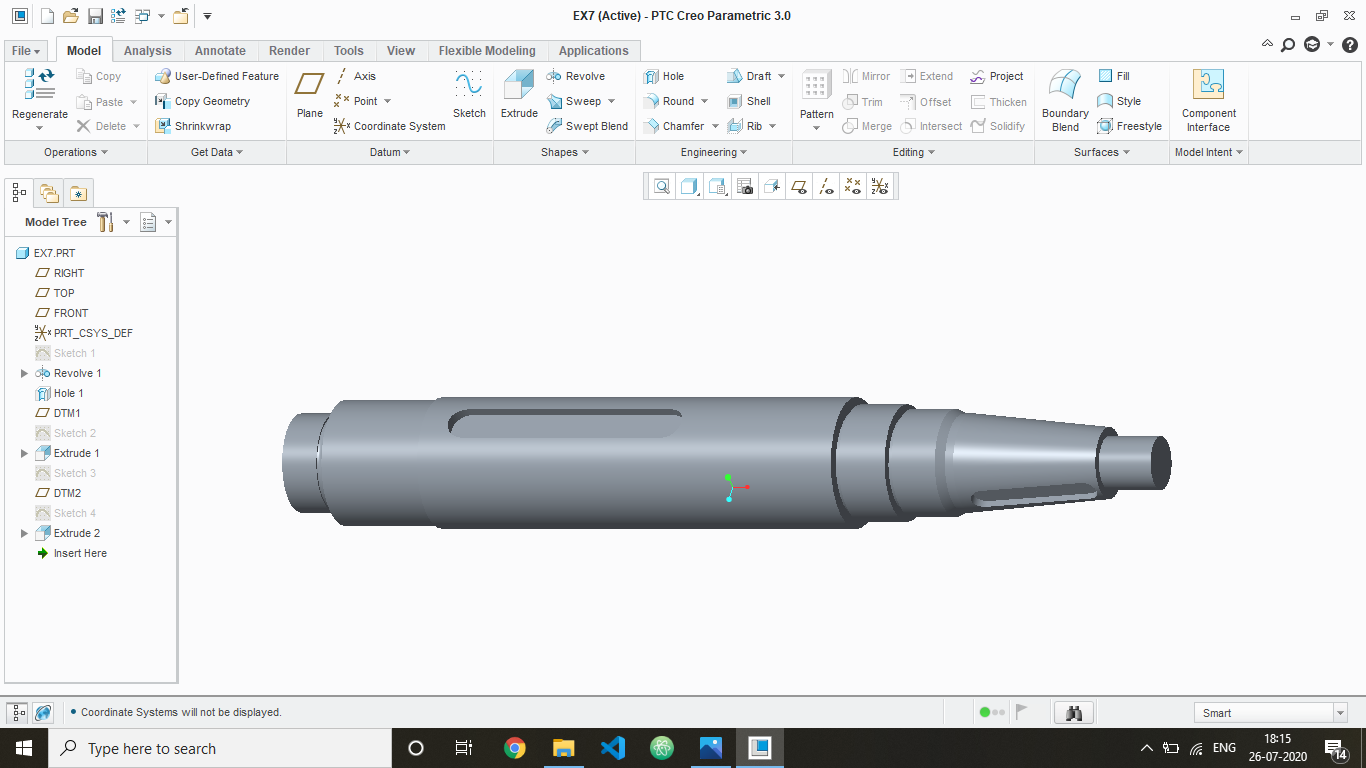 EX7 (Active) - PTC Creo Parametric 3.0
File Model Analysis Annotate Render Tools View Flexible Modeling Applications
Regenerate
Copy
Paste
Delete
Operations
User-Defined Feature
Copy Geometry
Shrinkwrap
Get Data
Plane
Axis
Point
Coordinate System
Sketch
Datum
Extrude
Revolve
Sweep
Swept Blend
Shapes
Hole
Round
Chamfer
Draft
Shell
Rib
Engineering
Pattern
Mirror
Trim
Merge
Extend
Offset
Intersect
Project
Thicken
Solidify
Editing
Boundary
Blend
Fill
Style
Freestyle
Surfaces
Component
Interface
Model Intent
Model Tree
EX7.PRT
RIGHT
TOP
FRONT
PRT_CSYS_DEF
Sketch 1
Revolve 1
Hole 1
DTM1
Sketch 2
Extrude 1
Sketch 3
DTM2
Sketch 4
Extrude 2
Insert Here
Coordinate Systems will not be displayed.
Smart
Type here to search
ENG
18:15
26-07-2020
14